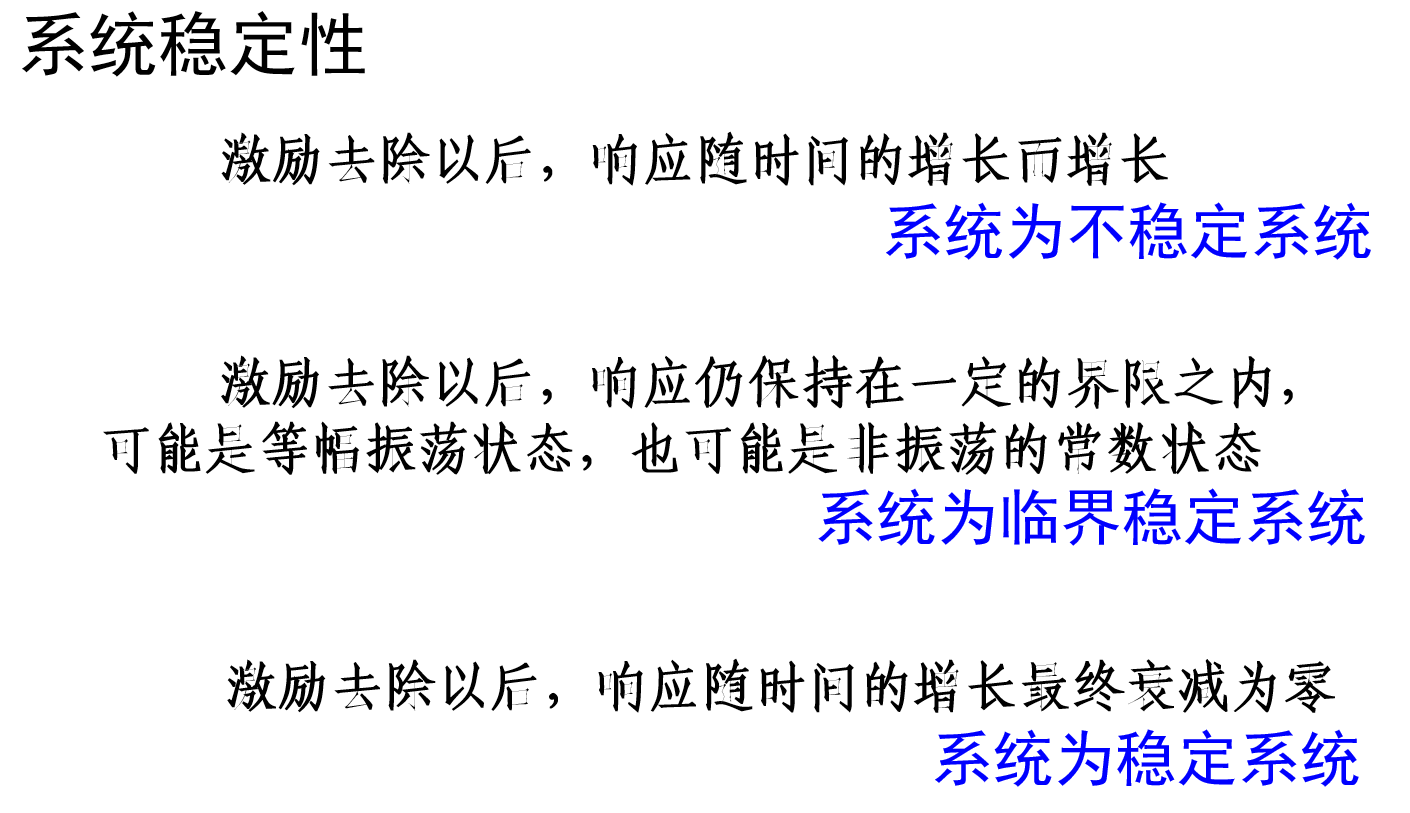 系统稳定性
激励去除以后，响应随时间的增长而增长
系统为不稳定系统
激励去除以后，响应仍保持在一定的界限之内，
可能是等幅振荡状态，也可能是非振荡的常数状态
系统为临界稳定系统
激励去除以后，响应随时间的增长最终衰减为零
系统为稳定系统